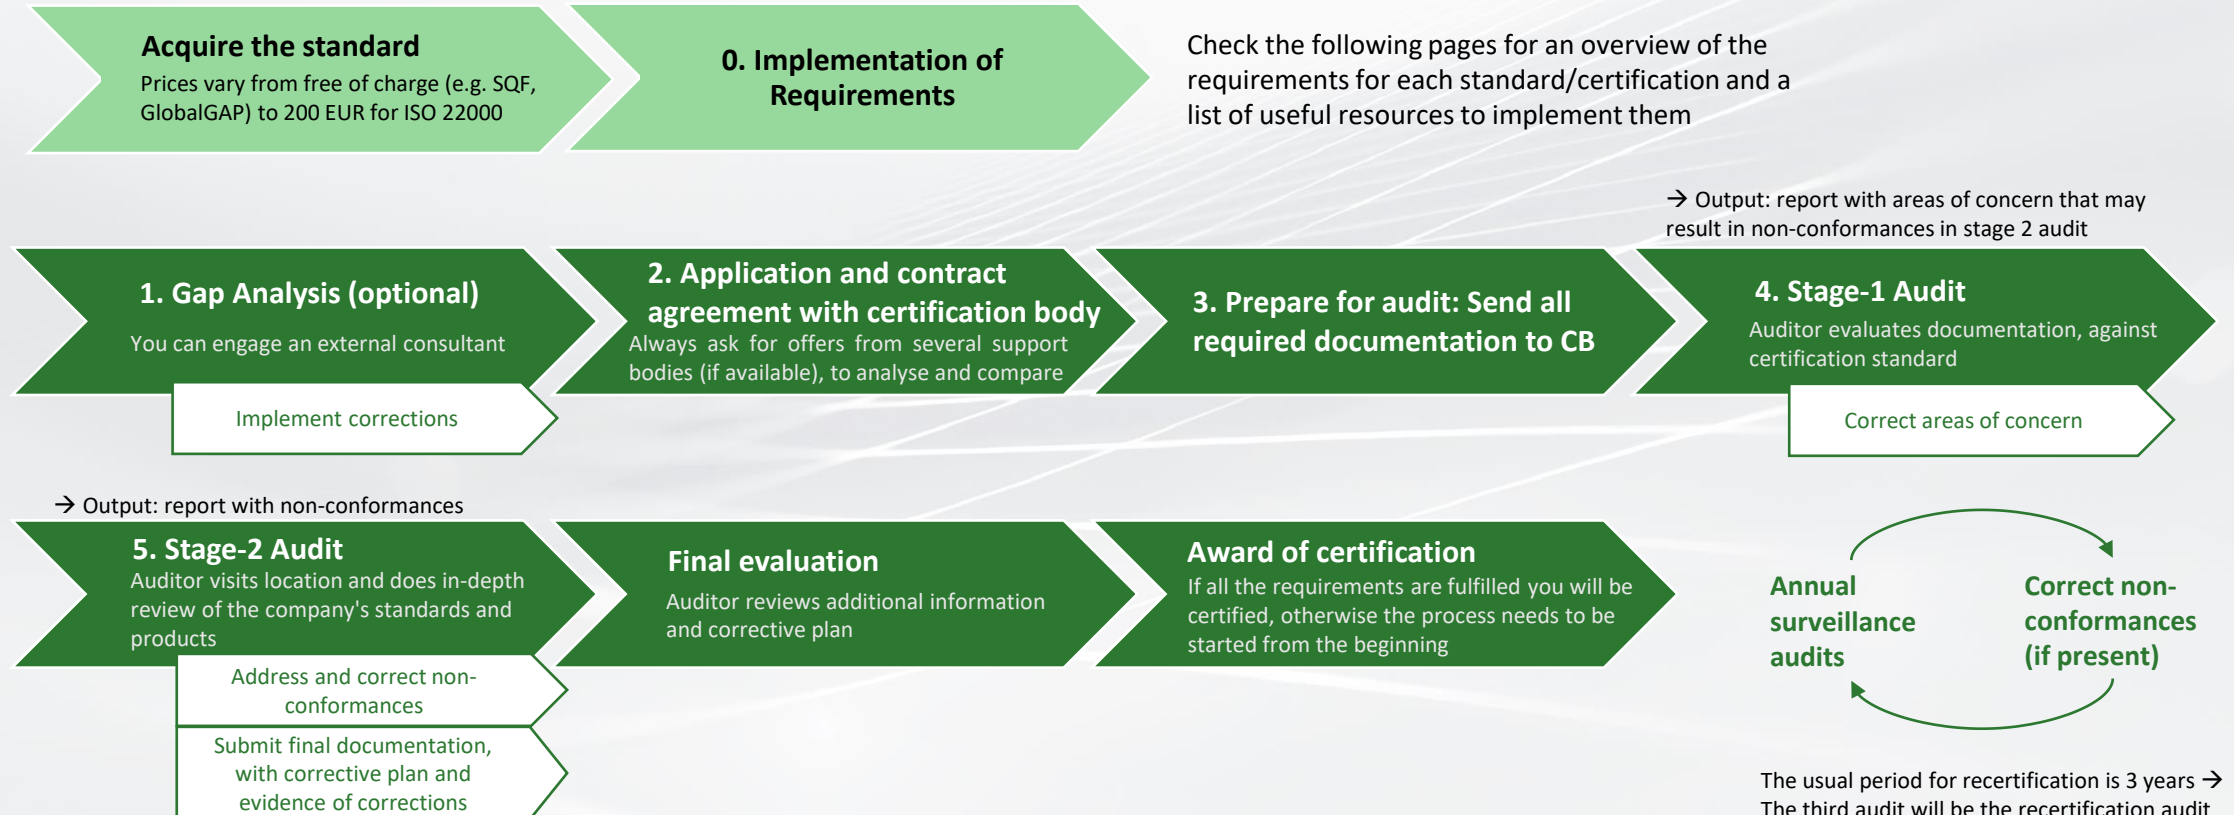 Acquire the standard
Prices vary from free of charge (e.g. SQF,
GlobalGAP) to 200 EUR for ISO 22000
0. Implementation of
Requirements
Check the following pages for an overview of the
requirements for each standard/certification and a
list of useful resources to implement them
→ Output: report with areas of concern that may
result in non-conformances in stage 2 audit
1. Gap Analysis (optional)
You can engage an external consultant
Implement corrections
2. Application and contract
agreement with certification body
Always ask for offers from several support
bodies (if available), to analyse and compare
3. Prepare for audit: Send all
required documentation to CB
4. Stage-1 Audit
Auditor evaluates documentation, against
certification standard
Correct areas of concern
→ Output: report with non-conformances
5. Stage-2 Audit
Auditor visits location and does in-depth
review of the company's standards and
products
Address and correct non-
conformances
Submit final documentation,
with corrective plan and
evidence of corrections
Final evaluation
Auditor reviews additional information
and corrective plan
Award of certification
If all the requirements are fulfilled you will be
certified, otherwise the process needs to be
started from the beginning
Annual
surveillance
audits
Correct non-
conformances
(if present)
The usual period for recertification is 3 years →
The third audit will be the recertification audit